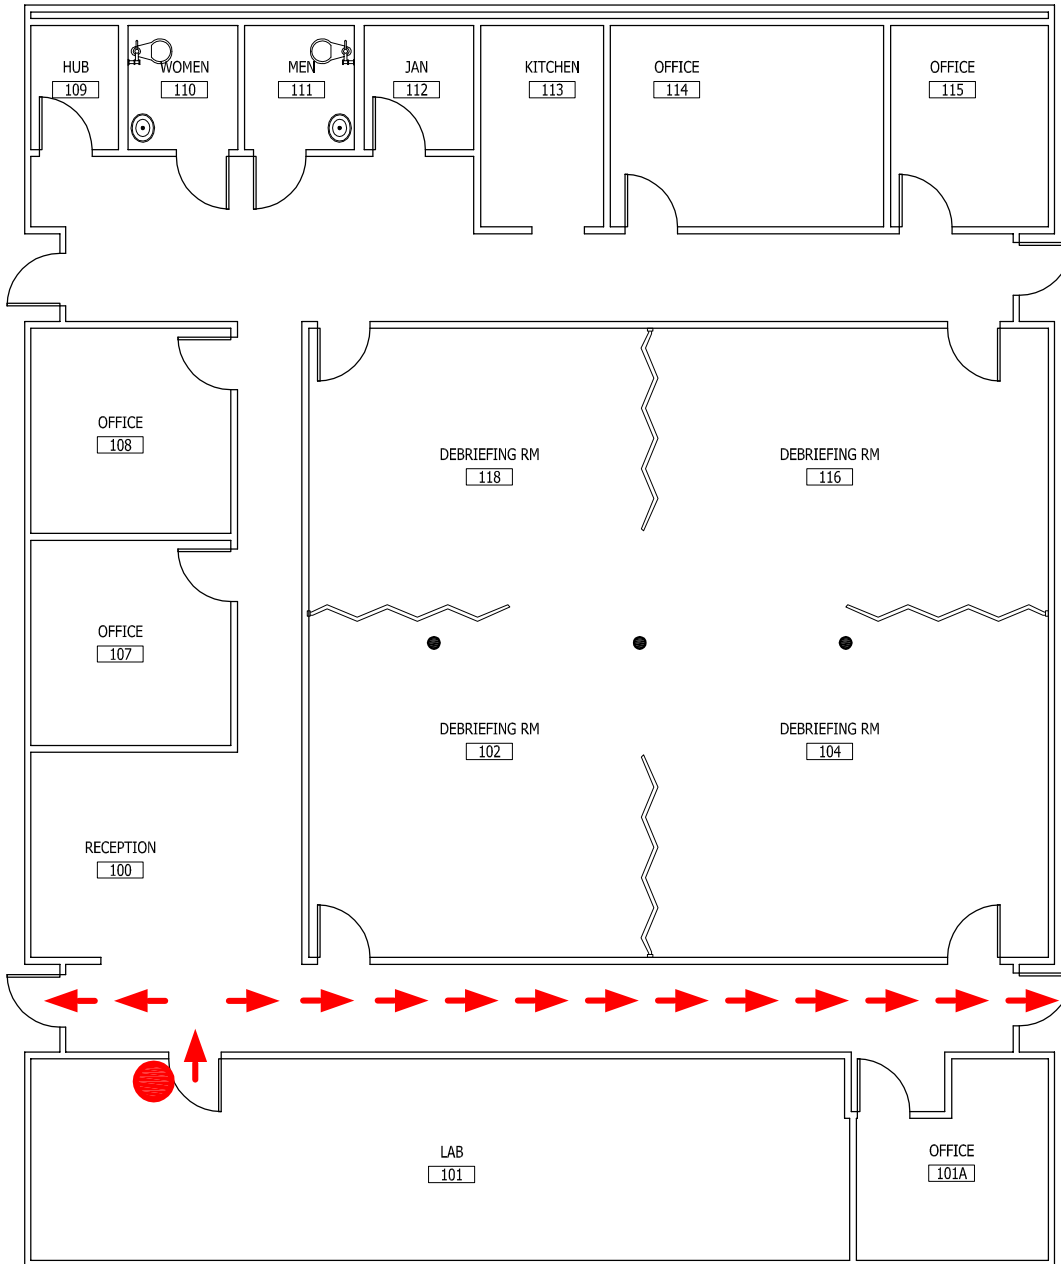 HUB
109
WOMEN
110
MEN
111
JAN
112
KITCHEN
113
OFFICE
114
OFFICE
115
OFFICE
108
DEBRIEFING RM
118
DEBRIEFING RM
116
OFFICE
107
DEBRIEFING RM
102
DEBRIEFING RM
104
RECEPTION
100
LAB
101
OFFICE
101A